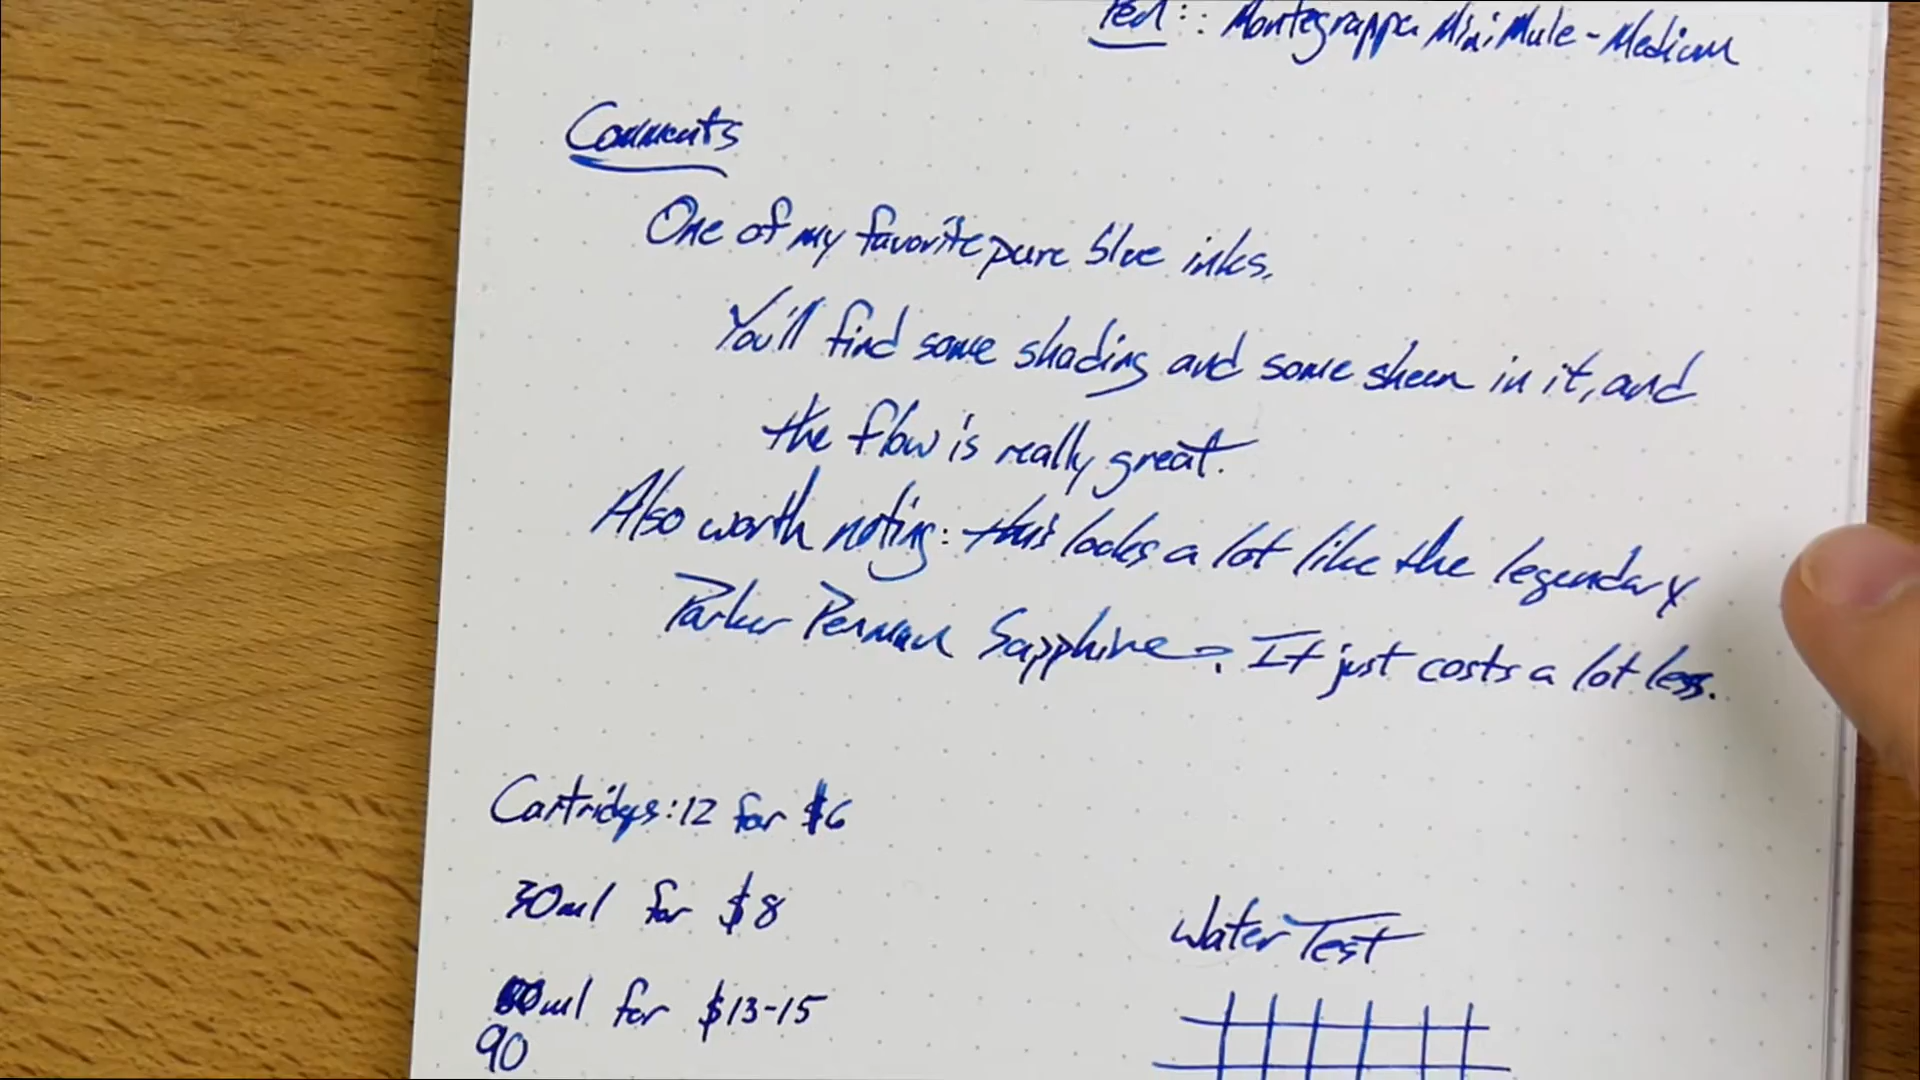 Pen: : Montegrappa Mini Mule - Medium
Comments
One of my favorite pure blue inks.
You'll find some shading and some sheen in it, and
the flow is really great.
Also worth noting: this looks a lot like the legendary
Parker Penman Sapphire. It just costs a lot less.
Cartridges: 12 for $6
30ml for $8
ml for $13-15
90
Water Test